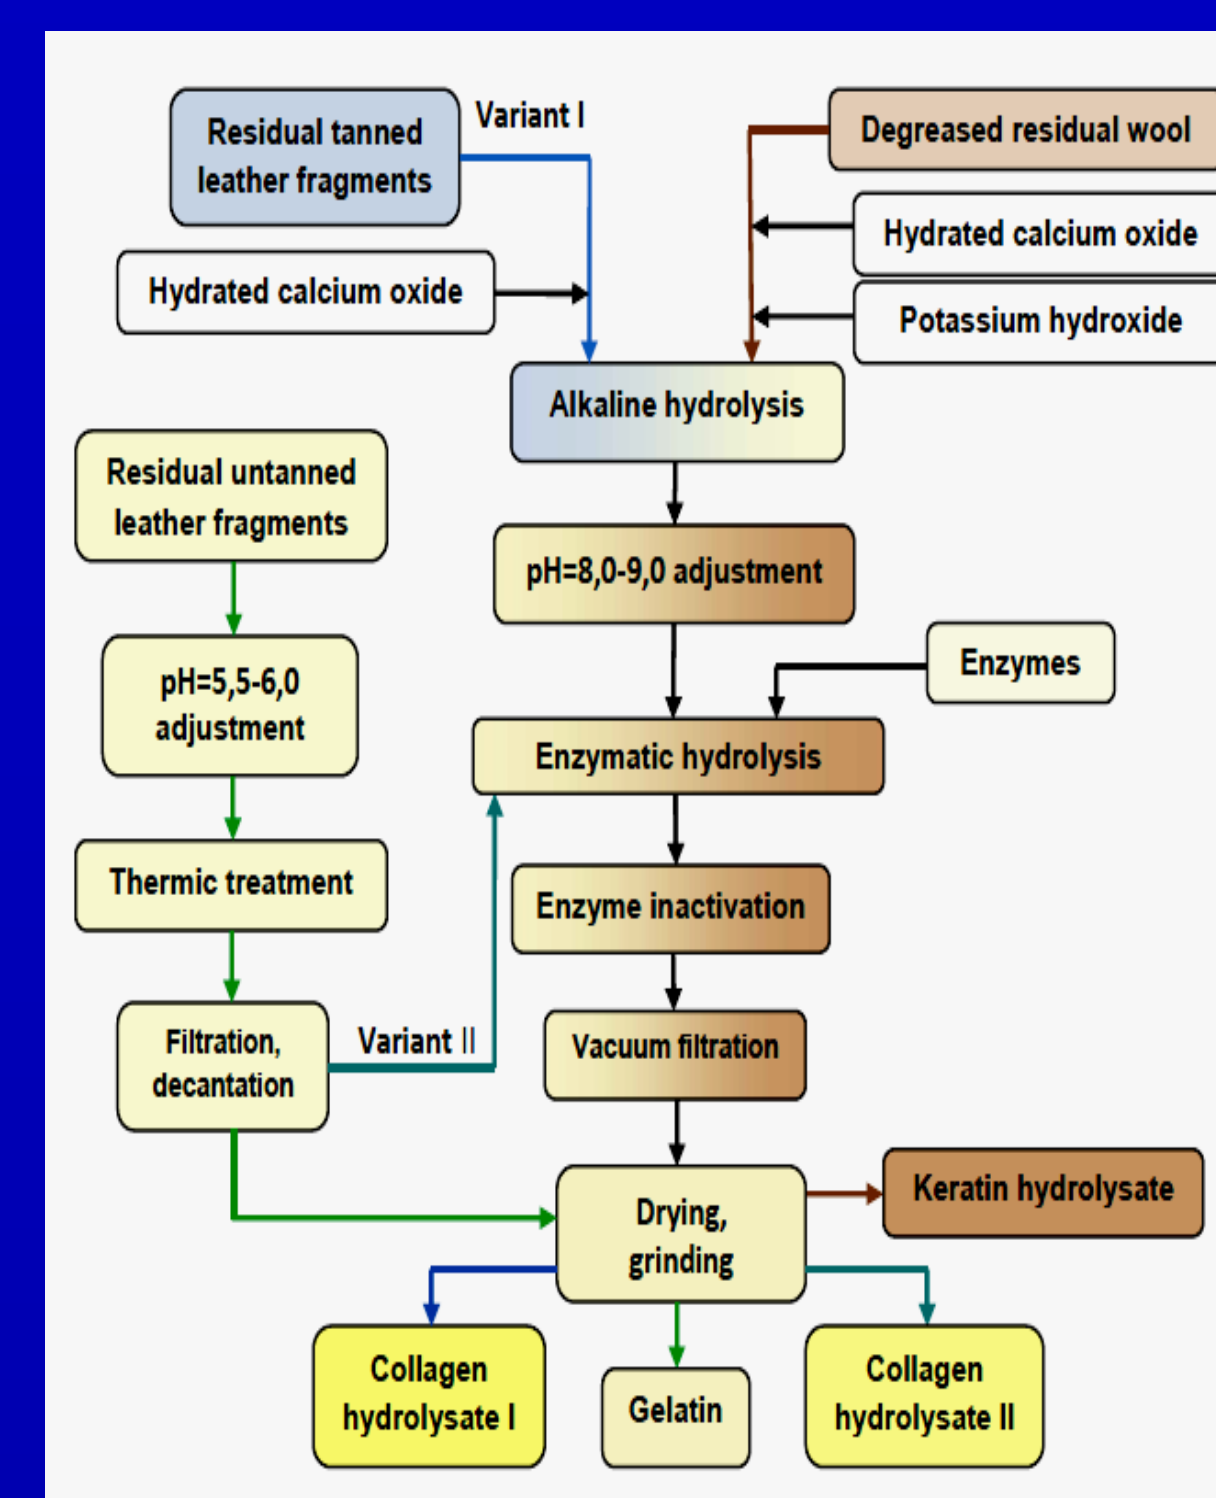 Residual tanned
leather fragments
Variant I
Degreased residual wool
Hydrated calcium oxide
Hydrated calcium oxide
Potassium hydroxide
Alkaline hydrolysis
Residual untanned
leather fragments
pH=8,0-9,0 adjustment
pH=5,5-6,0
adjustment
Enzymes
Enzymatic hydrolysis
Thermic treatment
Enzyme inactivation
Filtration,
decantation
Variant II
Vacuum filtration
Drying,
grinding
Keratin hydrolysate
Collagen
hydrolysate I
Gelatin
Collagen
hydrolysate II